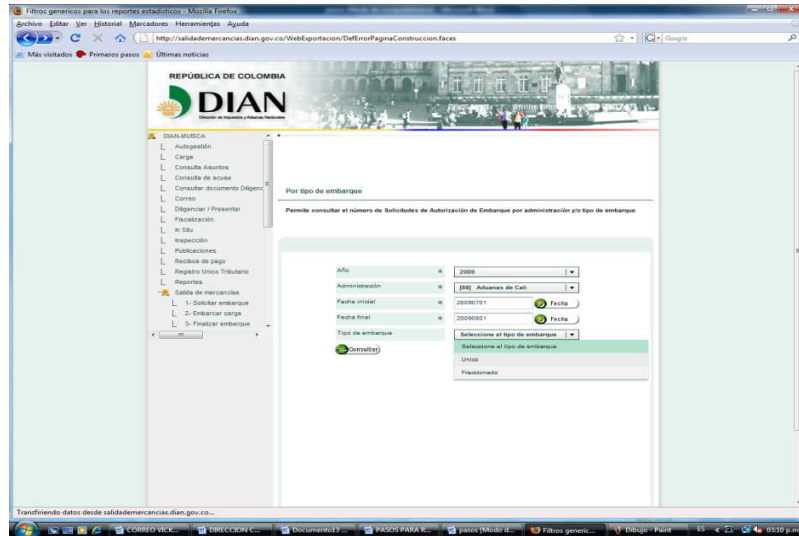 Filtros genericos para los reportes estadisticos - Mozilla Firefox
Archivo Editar Ver Historial Marcadores Herramientas Ayuda
http://salidademercancias.dian.gov.co/WebExportacion/DefErrorPaginaConstruccion.faces
Google
Más visitados Primeros pasos Últimas noticias
REPÚBLICA DE COLOMBIA
DIAN
Dirección de Impuestos y Aduanas Nacionales
DIAN-MUISCA
Autogestión
Carga
Consulta Asuntos
Consulta de acuse
Consultar documento Diligenc
Correo
Diligenciar / Presentar
Fiscalización
In Situ
Inspección
Publicaciones
Recibos de pago
Registro Unico Tributario
Reportes
Salida de mercancías
1- Solicitar embarque
2- Embarcar carga
3- Finalizar embarque
Por tipo de embarque
Permite consultar el número de Solicitudes de Autorización de Embarque por administración y/o tipo de embarque
Año 2009
Administración [88] Aduanas de Cali
Fecha inicial 20090701 Fecha
Fecha final 20090801 Fecha
Tipo de embarque Seleccione el tipo de embarque
Consultar
Seleccione el tipo de embarque
Unico
Fraccionado
Transfiriendo datos desde salidademercancias.dian.gov.co...
CORREO VICK... DIRECCION C... Documento13 ... PASOS PARA R... pasos [Modo d... Filtros generic... Dibujo - Paint ES 03:10 p.m.